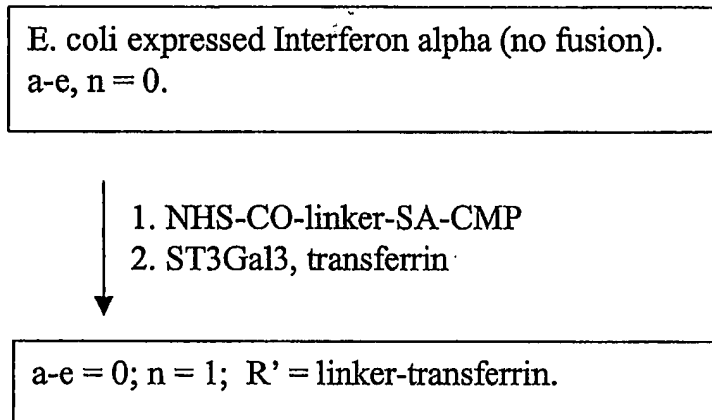 E. coli expressed Interferon alpha (no fusion).
a-e, n = 0.
1. NHS-CO-linker-SA-CMP
2. ST3Gal3, transferrin
a-e = 0; n = 1; R’ = linker-transferrin.